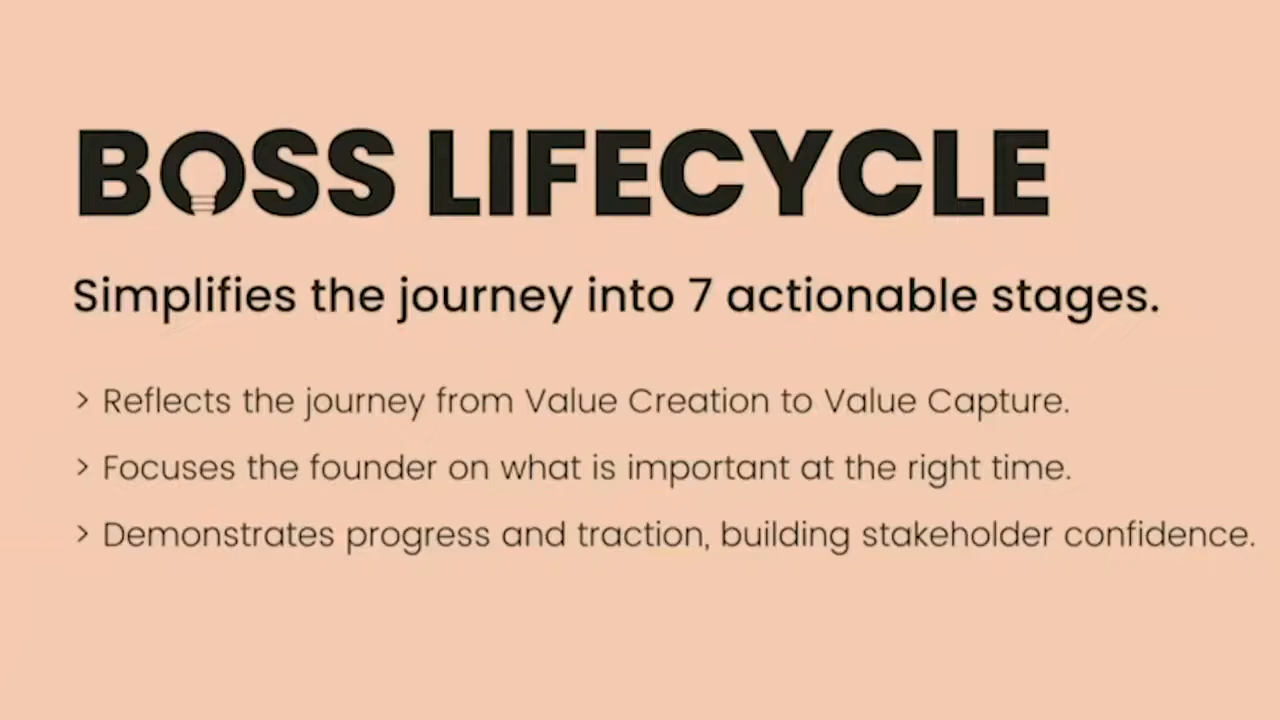 BOSS LIFECYCLE
Simplifies the journey into 7 actionable stages.
> Reflects the journey from Value Creation to Value Capture.
> Focuses the founder on what is important at the right time.
> Demonstrates progress and traction, building stakeholder confidence.